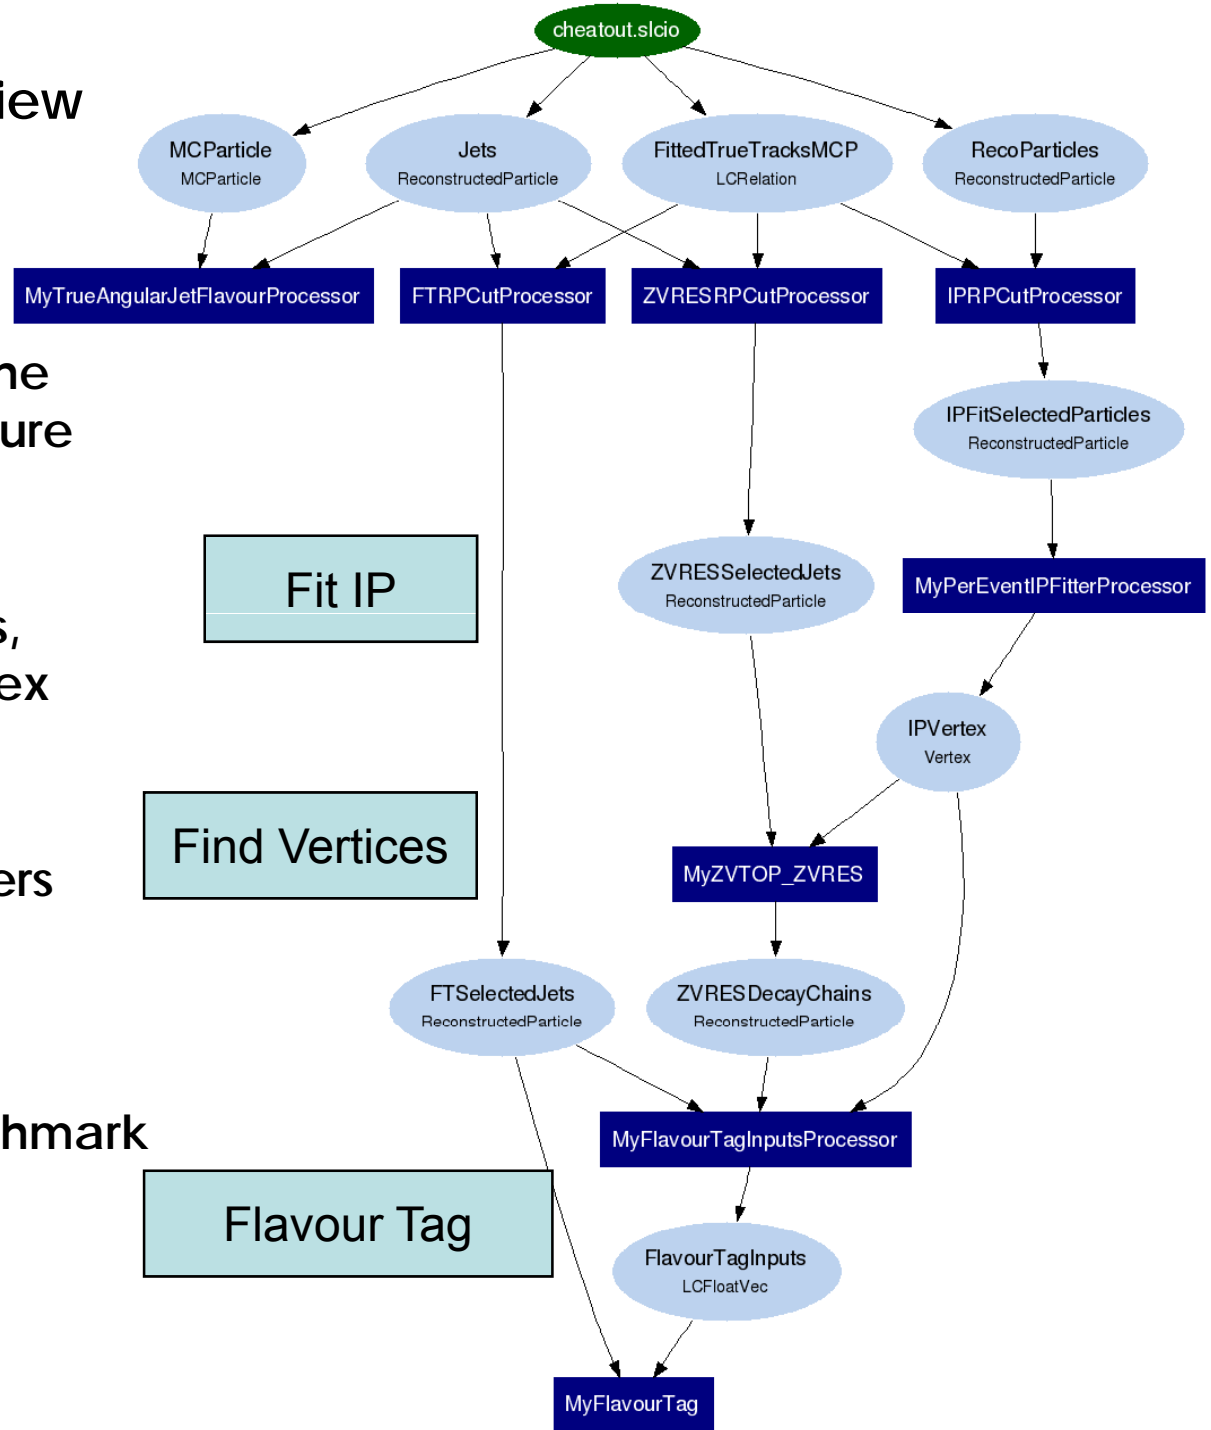 cheatout.slcio
iew
MCParticle
MCParticle
Jets
ReconstructedParticle
FittedTrueTracksMCP
LCRelation
RecoParticles
ReconstructedParticle
MyTrueAngularJetFlavourProcessor
FTRPCutProcessor
ZVRESRPCutProcessor
IPRPCutProcessor
ne
ure
IPFitSelectedParticles
ReconstructedParticle
Fit IP
ZVRESSelectedJets
ReconstructedParticle
MyPerEventIPFitterProcessor
s,
ex
IPVertex
Vertex
Find Vertices
MyZVTOP_ZVRES
ers
FTSelectedJets
ReconstructedParticle
ZVRESDecayChains
ReconstructedParticle
hmark
MyFlavourTagInputsProcessor
Flavour Tag
FlavourTagInputs
LCFloatVec
MyFlavourTag